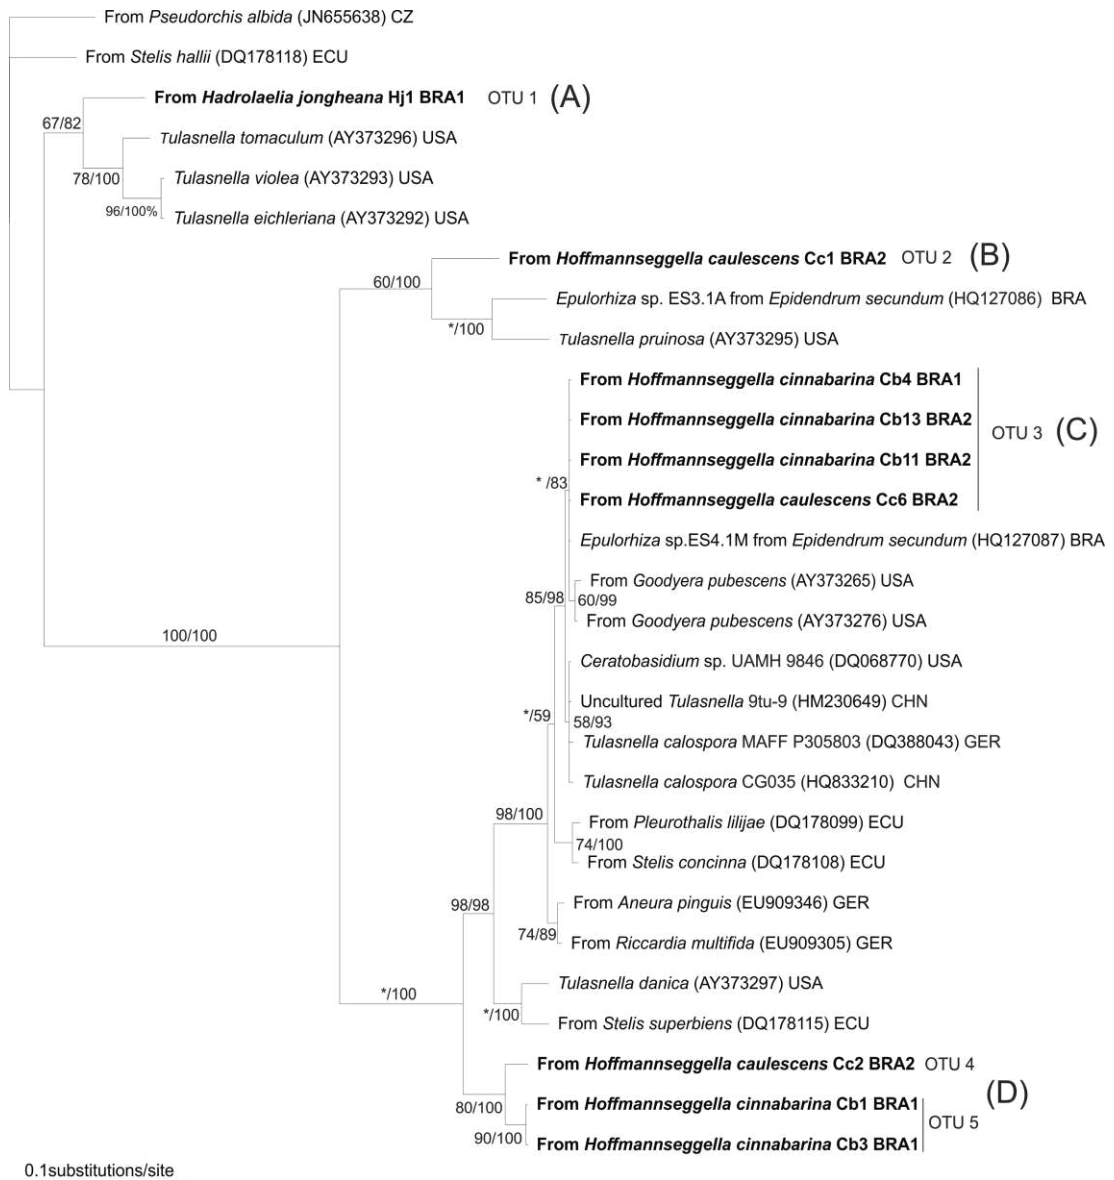 From Pseudorchis albida (JN655638) CZ
From Stelis hallii (DQ178118) ECU
From Hadrolaelia jongheana Hj1 BRA1 OTU 1 (A)
67/82
Tulasnella tomaculum (AY373296) USA
78/100
Tulasnella violea (AY373293) USA
96/100%
Tulasnella eichleriana (AY373292) USA
From Hoffmannseggella caulescens Cc1 BRA2 OTU 2 (B)
60/100
Epulorhiza sp. ES3.1A from Epidendrum secundum (HQ127086) BRA
*/100
Tulasnella pruinosa (AY373295) USA
From Hoffmannseggella cinnabarina Cb4 BRA1
From Hoffmannseggella cinnabarina Cb13 BRA2
OTU 3 (C)
From Hoffmannseggella cinnabarina Cb11 BRA2
* /83
From Hoffmannseggella caulescens Cc6 BRA2
Epulorhiza sp.ES4.1M from Epidendrum secundum (HQ127087) BRA
From Goodyera pubescens (AY373265) USA
85/98 60/99
From Goodyera pubescens (AY373276) USA
100/100
Ceratobasidium sp. UAMH 9846 (DQ068770) USA
Uncultured Tulasnella 9tu-9 (HM230649) CHN
*/59 58/93
Tulasnella calospora MAFF P305803 (DQ388043) GER
Tulasnella calospora CG035 (HQ833210) CHN
98/100
From Pleurothalis lilijae (DQ178099) ECU
74/100
From Stelis concinna (DQ178108) ECU
98/98
From Aneura pinguis (EU909346) GER
74/89
From Riccardia multifida (EU909305) GER
Tulasnella danica (AY373297) USA
*/100
*/100
From Stelis superbiens (DQ178115) ECU
From Hoffmannseggella caulescens Cc2 BRA2 OTU 4
(D)
80/100
From Hoffmannseggella cinnabarina Cb1 BRA1
OTU 5
90/100
From Hoffmannseggella cinnabarina Cb3 BRA1
0.1substitutions/site